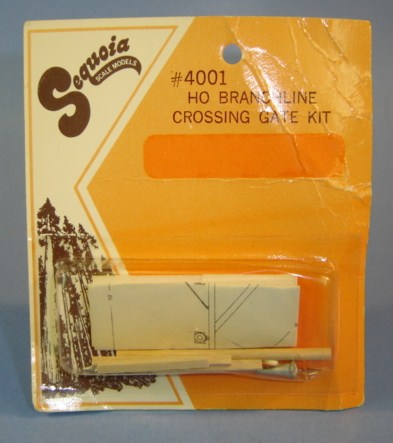 Sequoia
SCALE MODELS
#4001
HO BRANCHLINE
CROSSING GATE KIT